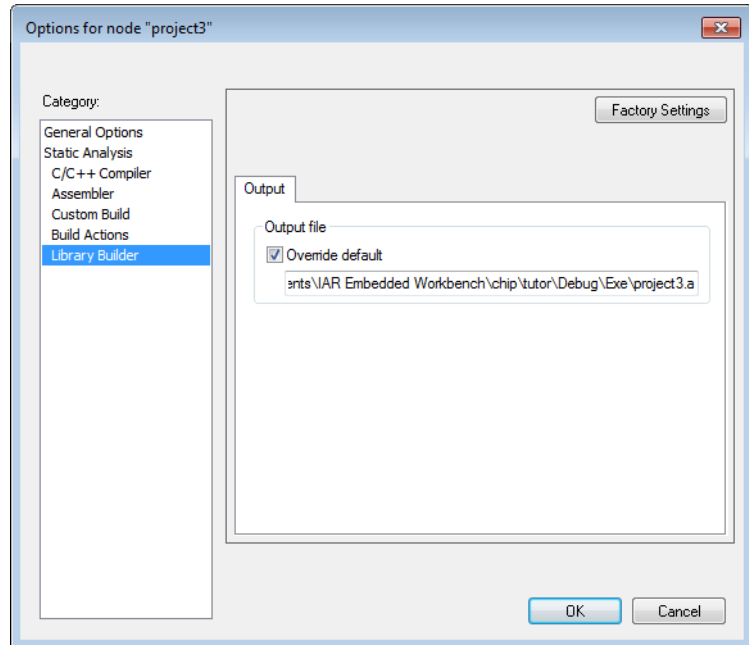 Options for node "project3"
Category:
General Options
Static Analysis
C/C++ Compiler
Assembler
Custom Build
Build Actions
Library Builder
Factory Settings
Output
Output file
Override default
ents\IAR Embedded Workbench\chip\tutor\Debug\Exe\project3.a
OK
Cancel